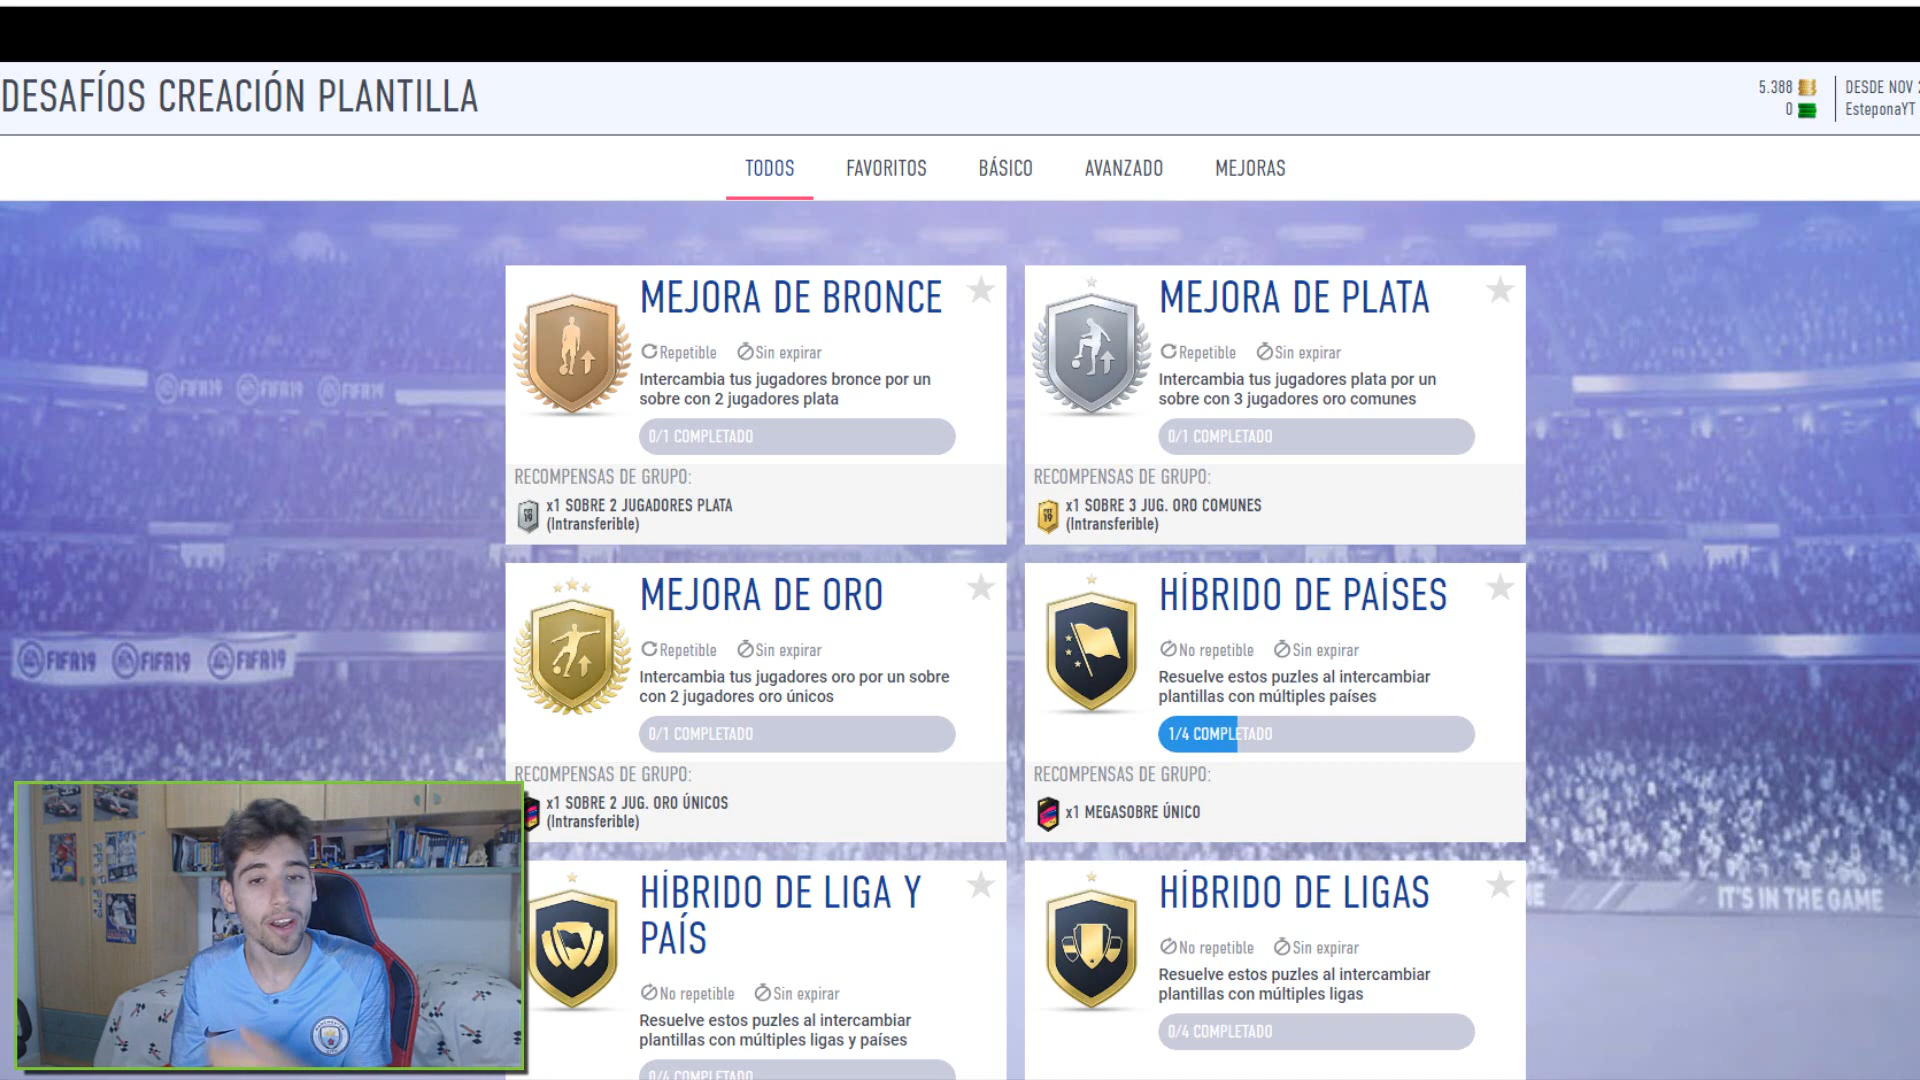 DESAFÍOS CREACIÓN PLANTILLA
5.388
0
DESDE NOV
EsteponaYT
TODOS
FAVORITOS
BÁSICO
AVANZADO
MEJORAS
MEJORA DE BRONCE
Repetible
Sin expirar
Intercambia tus jugadores bronce por un
sobre con 2 jugadores plata
0/1 COMPLETADO
RECOMPENSAS DE GRUPO:
x1 SOBRE 2 JUGADORES PLATA
(Intransferible)
MEJORA DE PLATA
Repetible
Sin expirar
Intercambia tus jugadores plata por un
sobre con 3 jugadores oro comunes
0/1 COMPLETADO
RECOMPENSAS DE GRUPO:
x1 SOBRE 3 JUG. ORO COMUNES
(Intransferible)
MEJORA DE ORO
Repetible
Sin expirar
Intercambia tus jugadores oro por un sobre
con 2 jugadores oro únicos
0/1 COMPLETADO
RECOMPENSAS DE GRUPO:
x1 SOBRE 2 JUG. ORO ÚNICOS
(Intransferible)
HÍBRIDO DE PAÍSES
No repetible
Sin expirar
Resuelve estos puzles al intercambiar
plantillas con múltiples países
1/4 COMPLETADO
RECOMPENSAS DE GRUPO:
x1 MEGASOBRE ÚNICO
HÍBRIDO DE LIGA Y
PAÍS
No repetible
Sin expirar
Resuelve estos puzles al intercambiar
plantillas con múltiples ligas y países
0/4 COMPLETADO
HÍBRIDO DE LIGAS
No repetible
Sin expirar
Resuelve estos puzles al intercambiar
plantillas con múltiples ligas
0/4 COMPLETADO
FIFA19 FIFA19 FIFA19
FIFA19 FIFA19 FIFA19
IT'S IN THE GAME